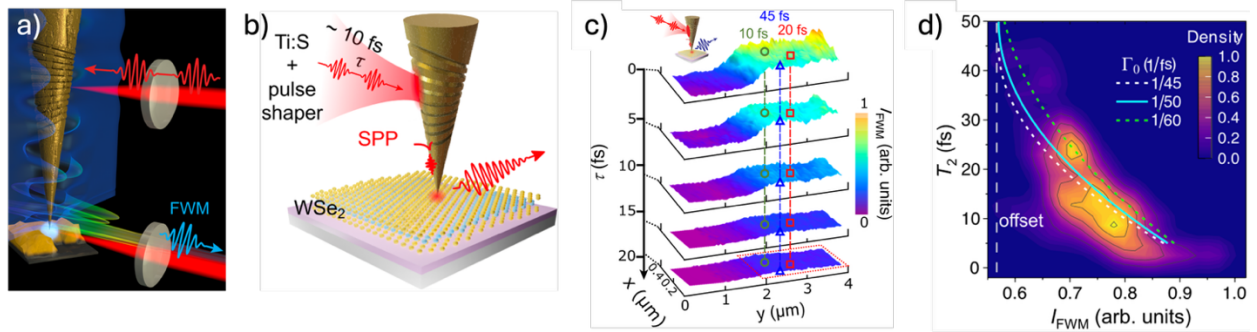 a)
FWM
b)
Ti:S
+
pulse
shaper
~ 10 fs
τ
SPP
WSe2
c)
45 fs
10 fs
20 fs
0
5
10
15
20
τ (fs)
0.4
0.2
x (μm)
0
1
2
3
4
y (μm)
1
0
IFWM (arb. units)
d)
50
40
30
20
10
0
T2 (fs)
Γ0 (1/fs)
1/45
1/50
1/60
Density
1.0
0.8
0.6
0.4
0.2
0.0
offset
0.6
0.7
0.8
0.9
1.0
IFWM (arb. units)